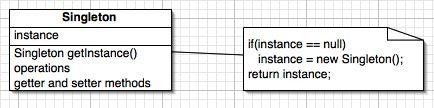 Singleton
instance
Singleton getInstance()
operations
getter and setter methods
if(instance == null)
instance = new Singleton();
return instance;